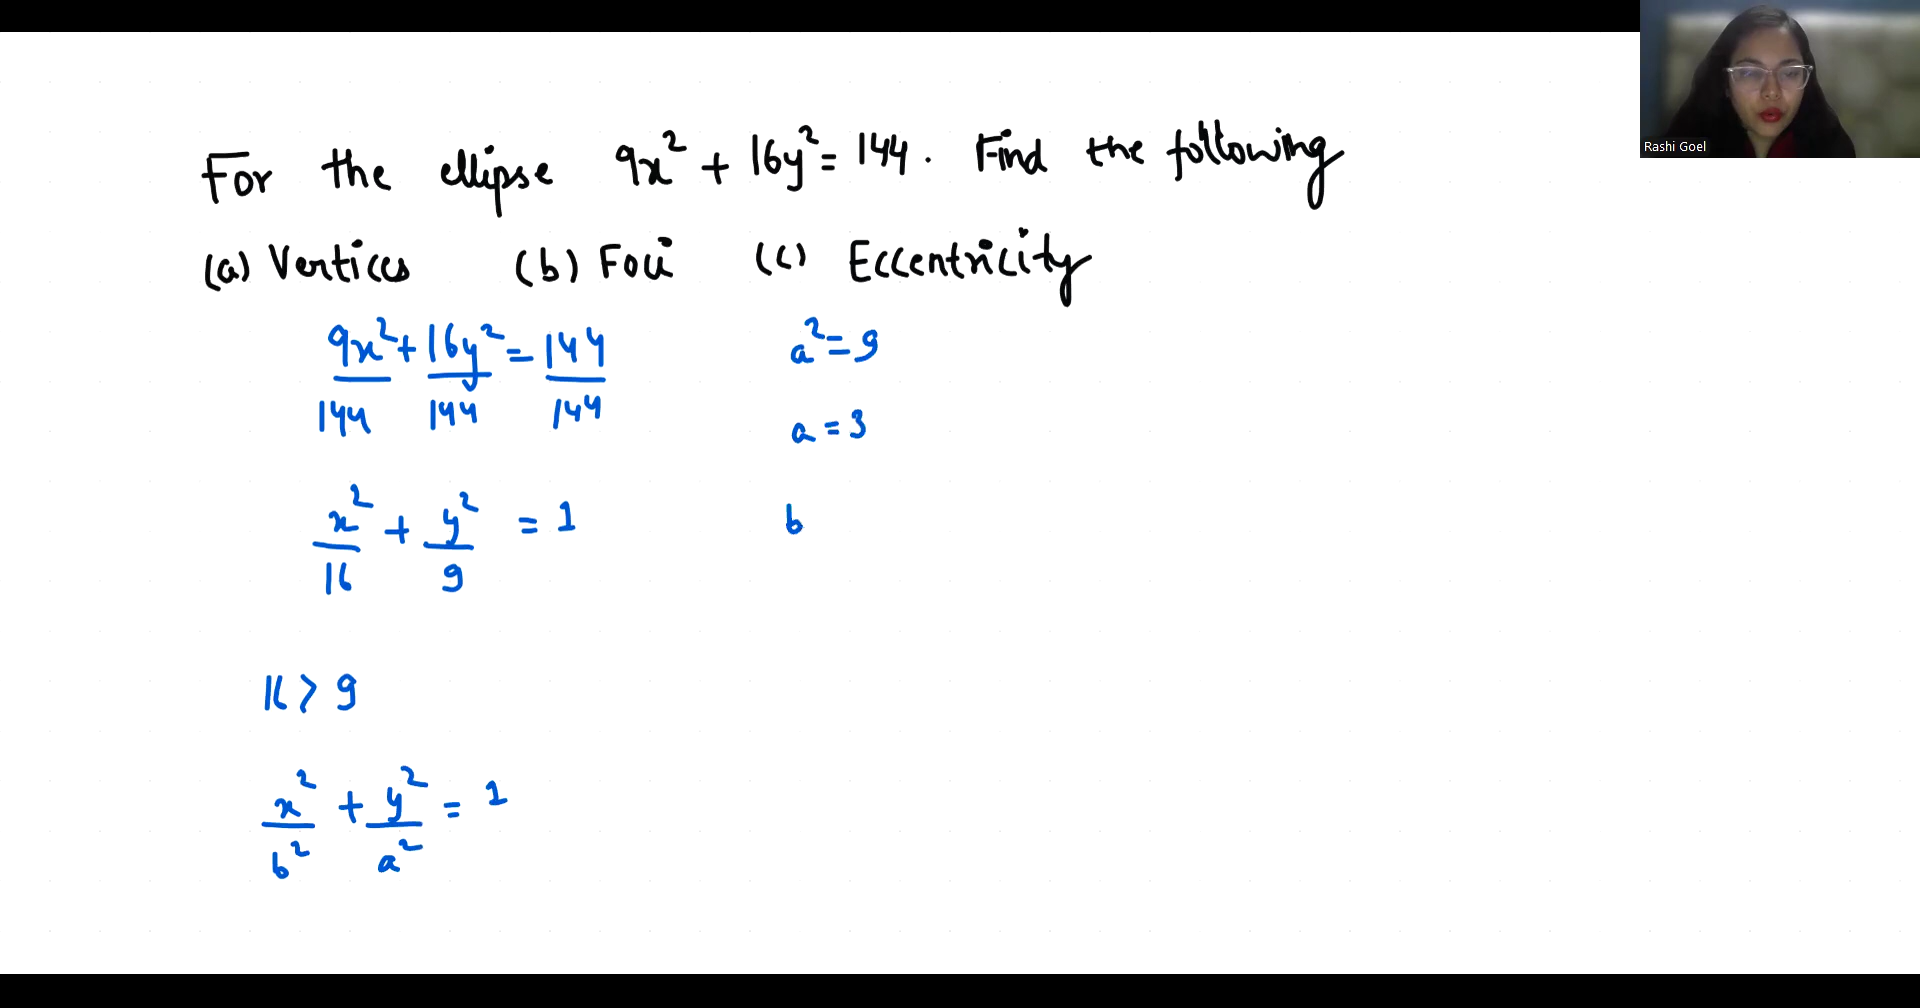 Rashi Goel
For the ellipse 9x² + 16y² = 144. Find the following
(a) Vertices (b) Foci (c) Eccentricity
9x²/144 + 16y²/144 = 144/144
x²/16 + y²/9 = 1
16 > 9
x²/b² + y²/a² = 1
a² = 9
a = 3
b